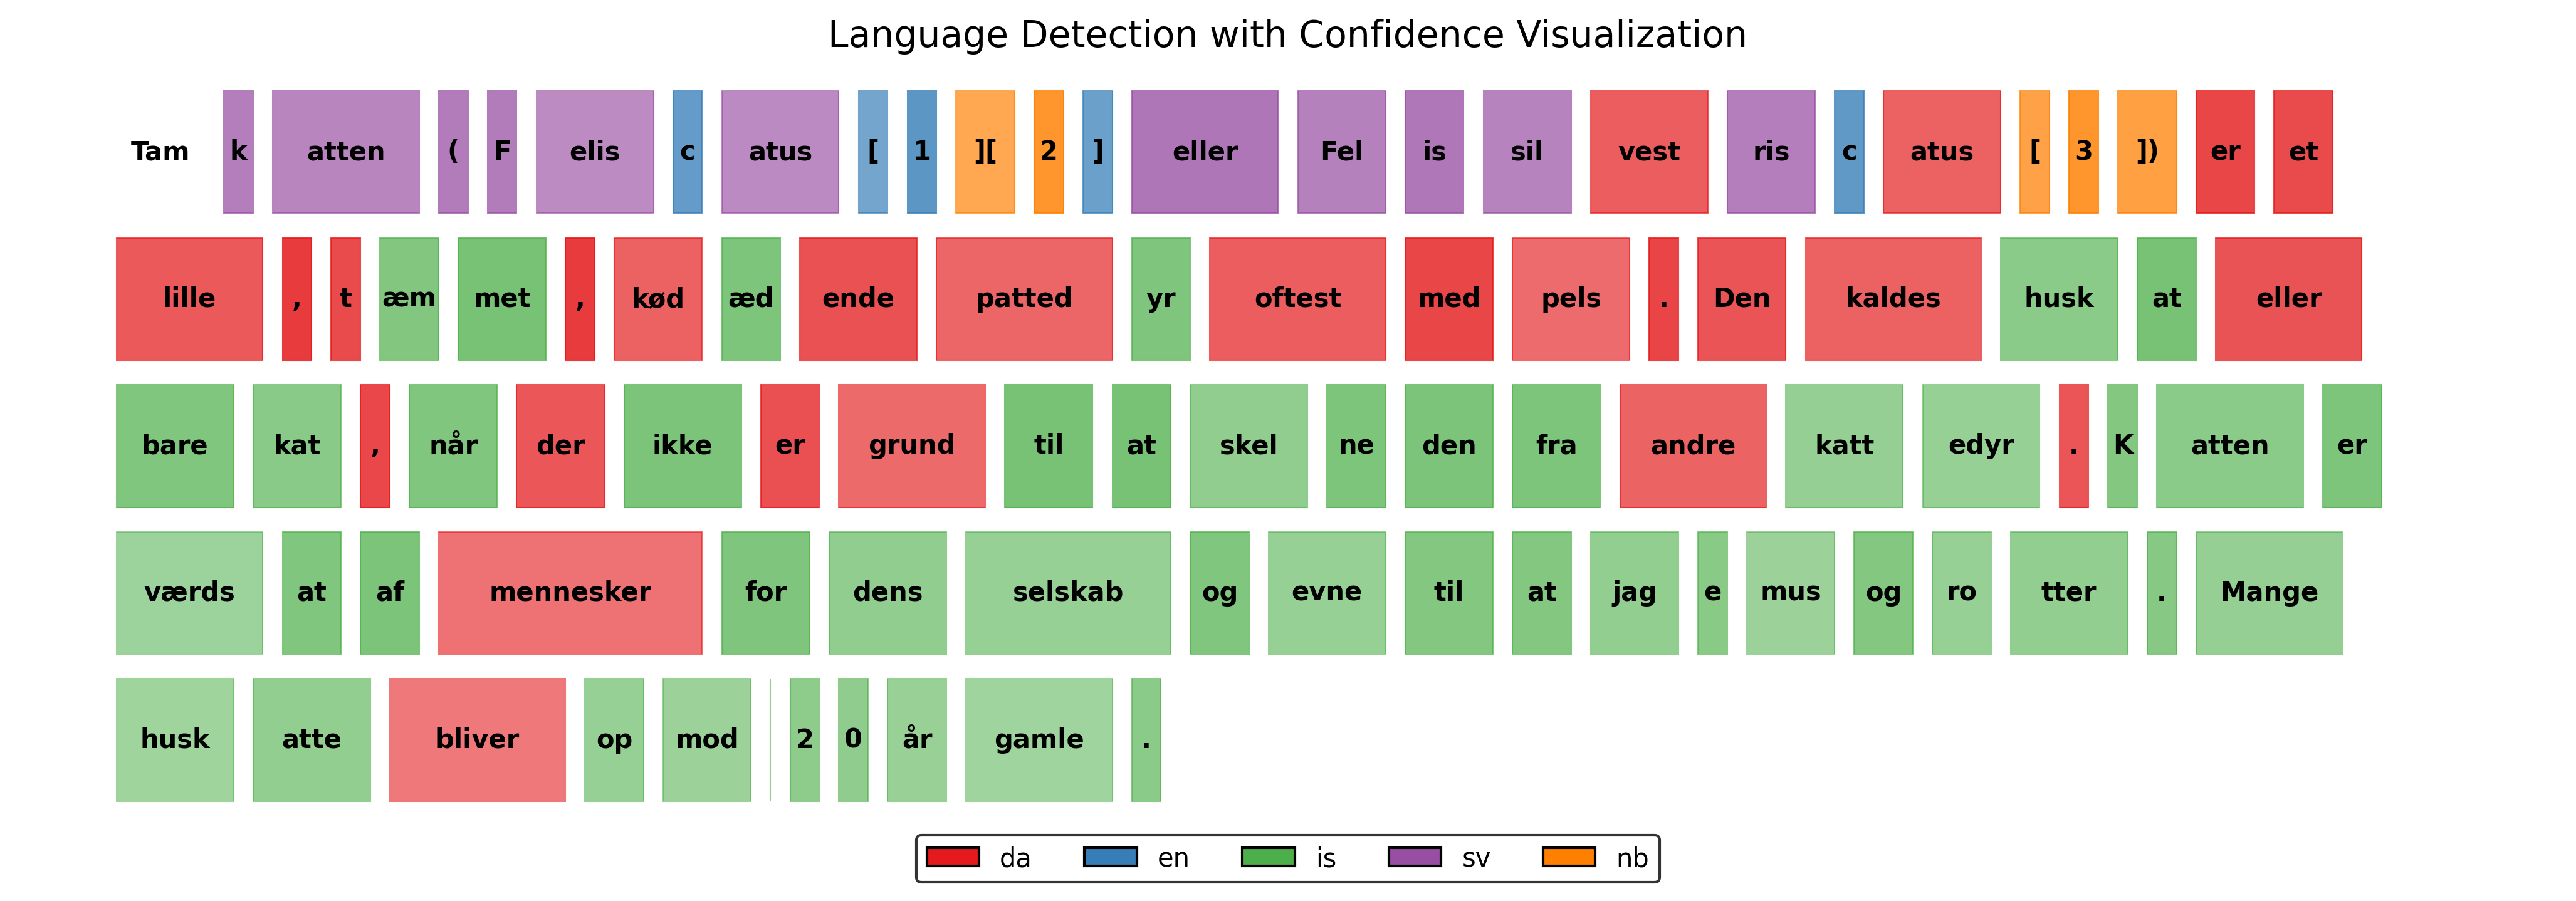 Language Detection with Confidence Visualization
Tam k atten ( F elis c atus [ 1 ][ 2 ] eller Fel is sil vest ris c atus [ 3 ]) er et
lille , t æm met , kød æd ende patted yr oftest med pels . Den kaldes husk at eller
bare kat , når der ikke er grund til at skel ne den fra andre katt edyr . K atten er
værds at af mennesker for dens selskab og evne til at jag e mus og ro tter . Mange
husk atte bliver op mod 2 0 år gamle .
da en is sv nb